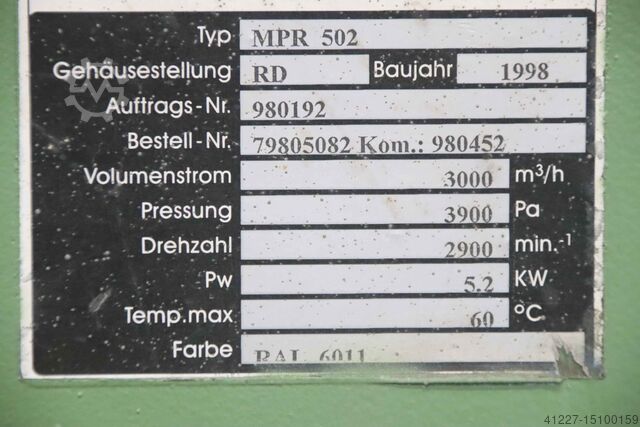 Typ MPR 502
Gehäusestellung RD Baujahr 1998
Auftrags-Nr. 980192
Bestell-Nr. 79805082 Kom.: 980452
Volumenstrom 3000 m³/h
Pressung 3900 Pa
Drehzahl 2900 min.-1
Pw 5.2 KW
Temp.max 60 °C
Farbe RAL 6011
41227-15100159